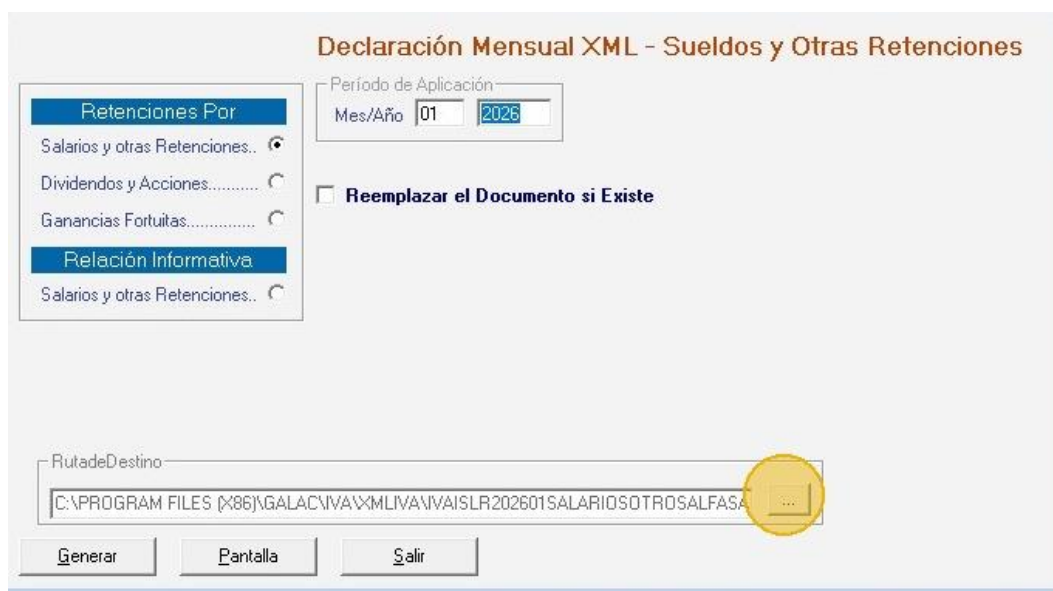 Declaración Mensual XML - Sueldos y Otras Retenciones
Retenciones Por
Salarios y otras Retenciones..
Dividendos y Acciones...........
Ganancias Fortuitas...............
Relación Informativa
Salarios y otras Retenciones..
Período de Aplicación
Mes/Año 01 2026
Reemplazar el Documento si Existe
RutadeDestino
C:\PROGRAM FILES (X86)\GALAC\IVA\XMLIVA\IVAISLR202601SALARIOSOTROSALFASA
...
Generar Pantalla Salir